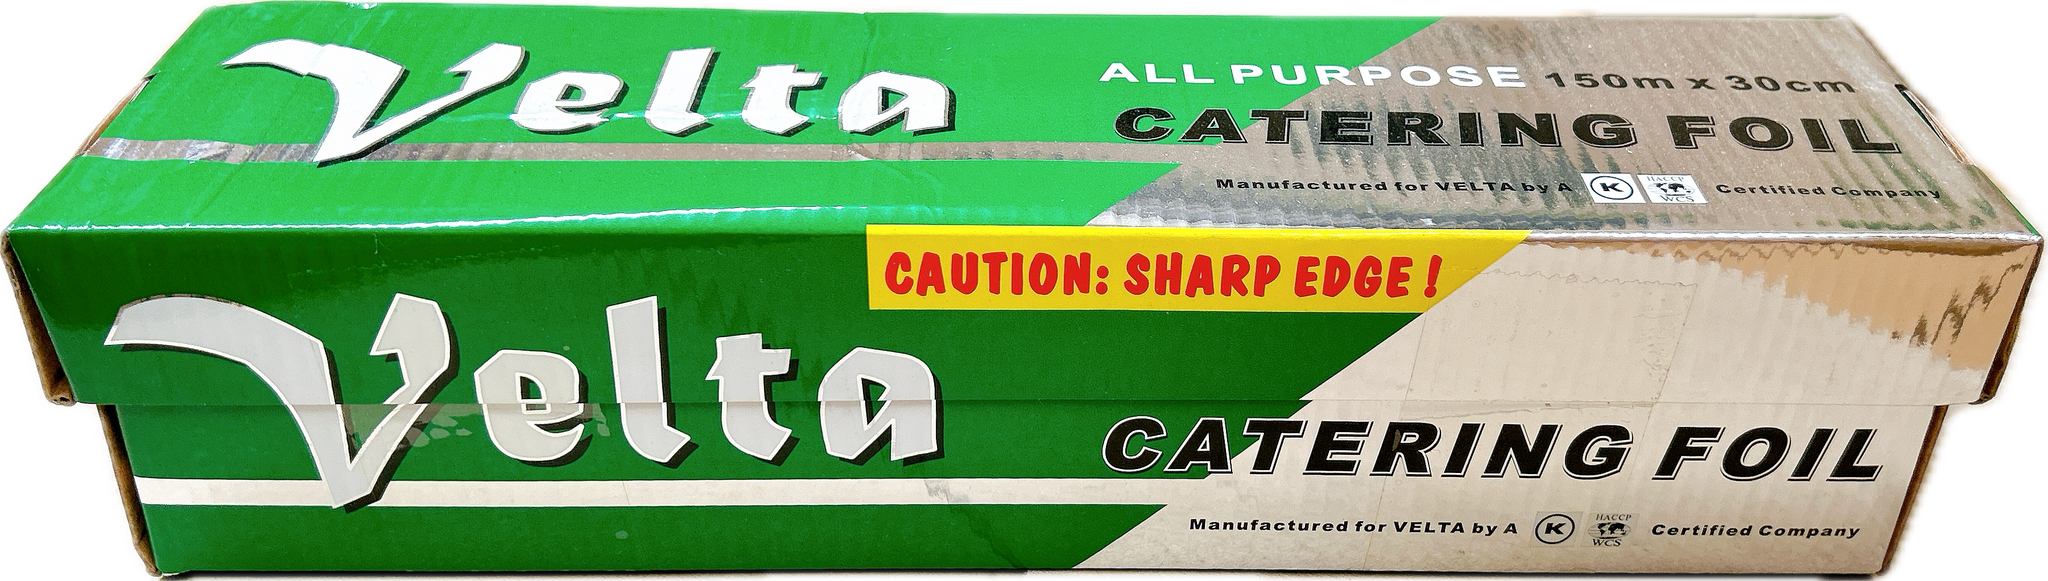 Velta
ALL PURPOSE 150m x 30cm
CATERING FOIL
Manufactured for VELTA by A K HACCP WCS Certified Company
CAUTION: SHARP EDGE!
Velta
CATERING FOIL
Manufactured for VELTA by A K HACCP WCS Certified Company